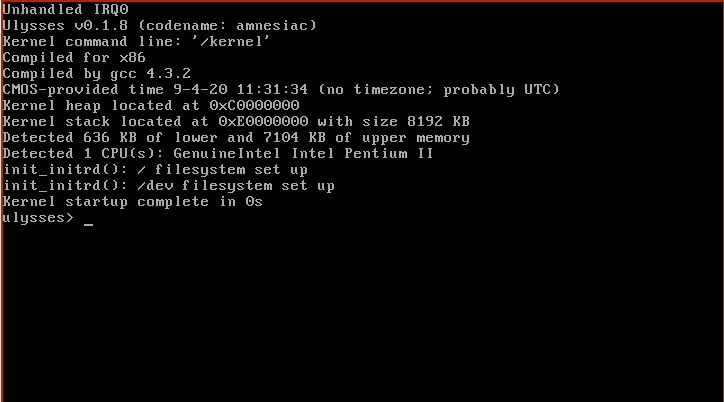 Unhandled IRQ0
Ulysses v0.1.8 (codename: amnesiac)
Kernel command line: '/kernel'
Compiled for x86
Compiled by gcc 4.3.2
CMOS-provided time 9-4-20 11:31:34 (no timezone; probably UTC)
Kernel heap located at 0xC0000000
Kernel stack located at 0xE0000000 with size 8192 KB
Detected 636 KB of lower and 7104 KB of upper memory
Detected 1 CPU(s): GenuineIntel Intel Pentium II
init_initrd(): / filesystem set up
init_initrd(): /dev filesystem set up
Kernel startup complete in 0s
ulysses> _